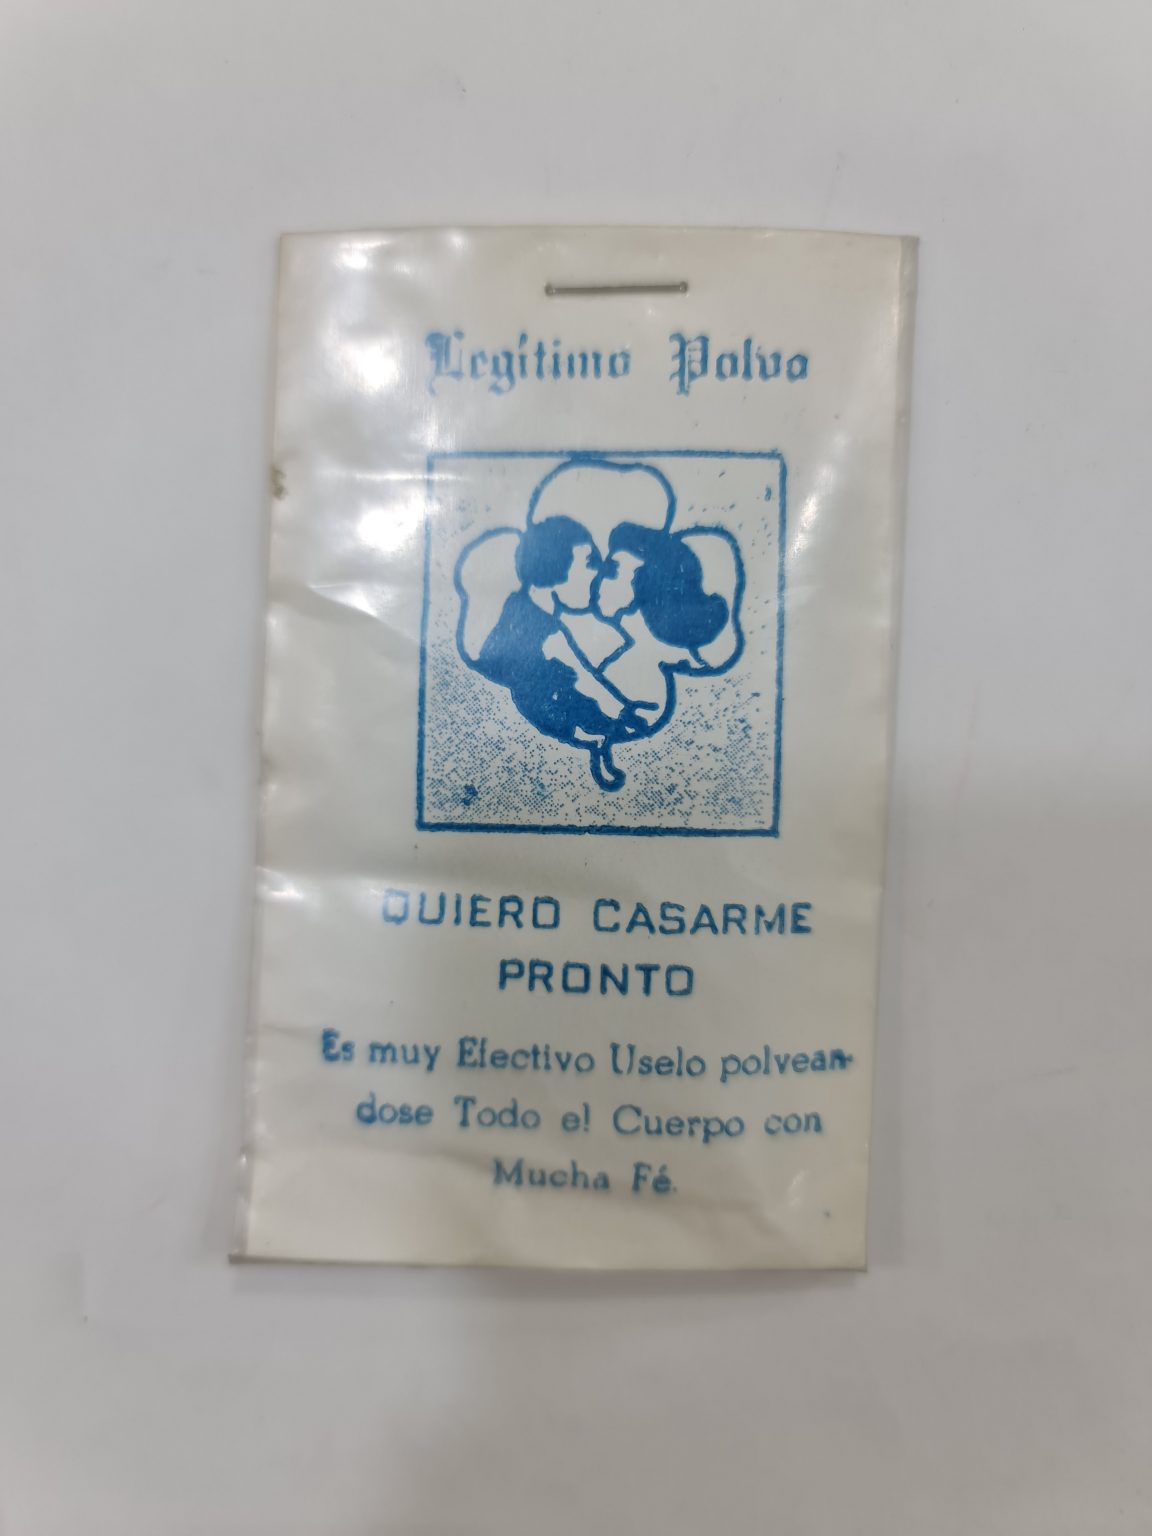 Legítimo Polvo
QUIERO CASARME
PRONTO
Es muy Efectivo Uselo polvean-
dose Todo el Cuerpo con
Mucha Fé.